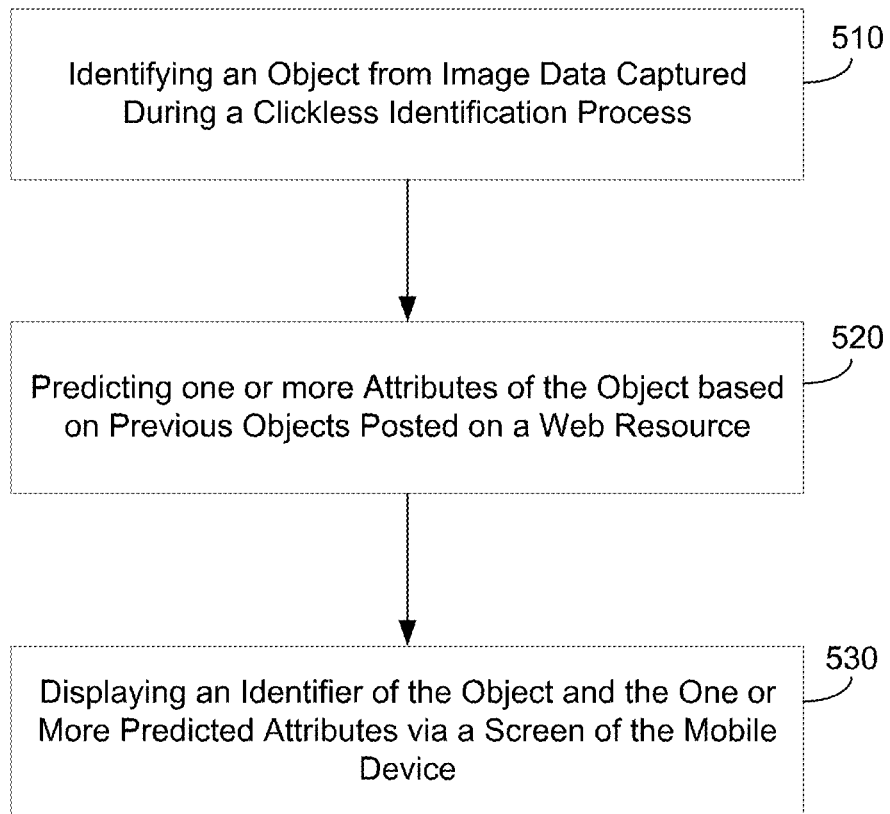 510
Identifying an Object from Image Data Captured
During a Clickless Identification Process
520
Predicting one or more Attributes of the Object based
on Previous Objects Posted on a Web Resource
530
Displaying an Identifier of the Object and the One or
More Predicted Attributes via a Screen of the Mobile
Device